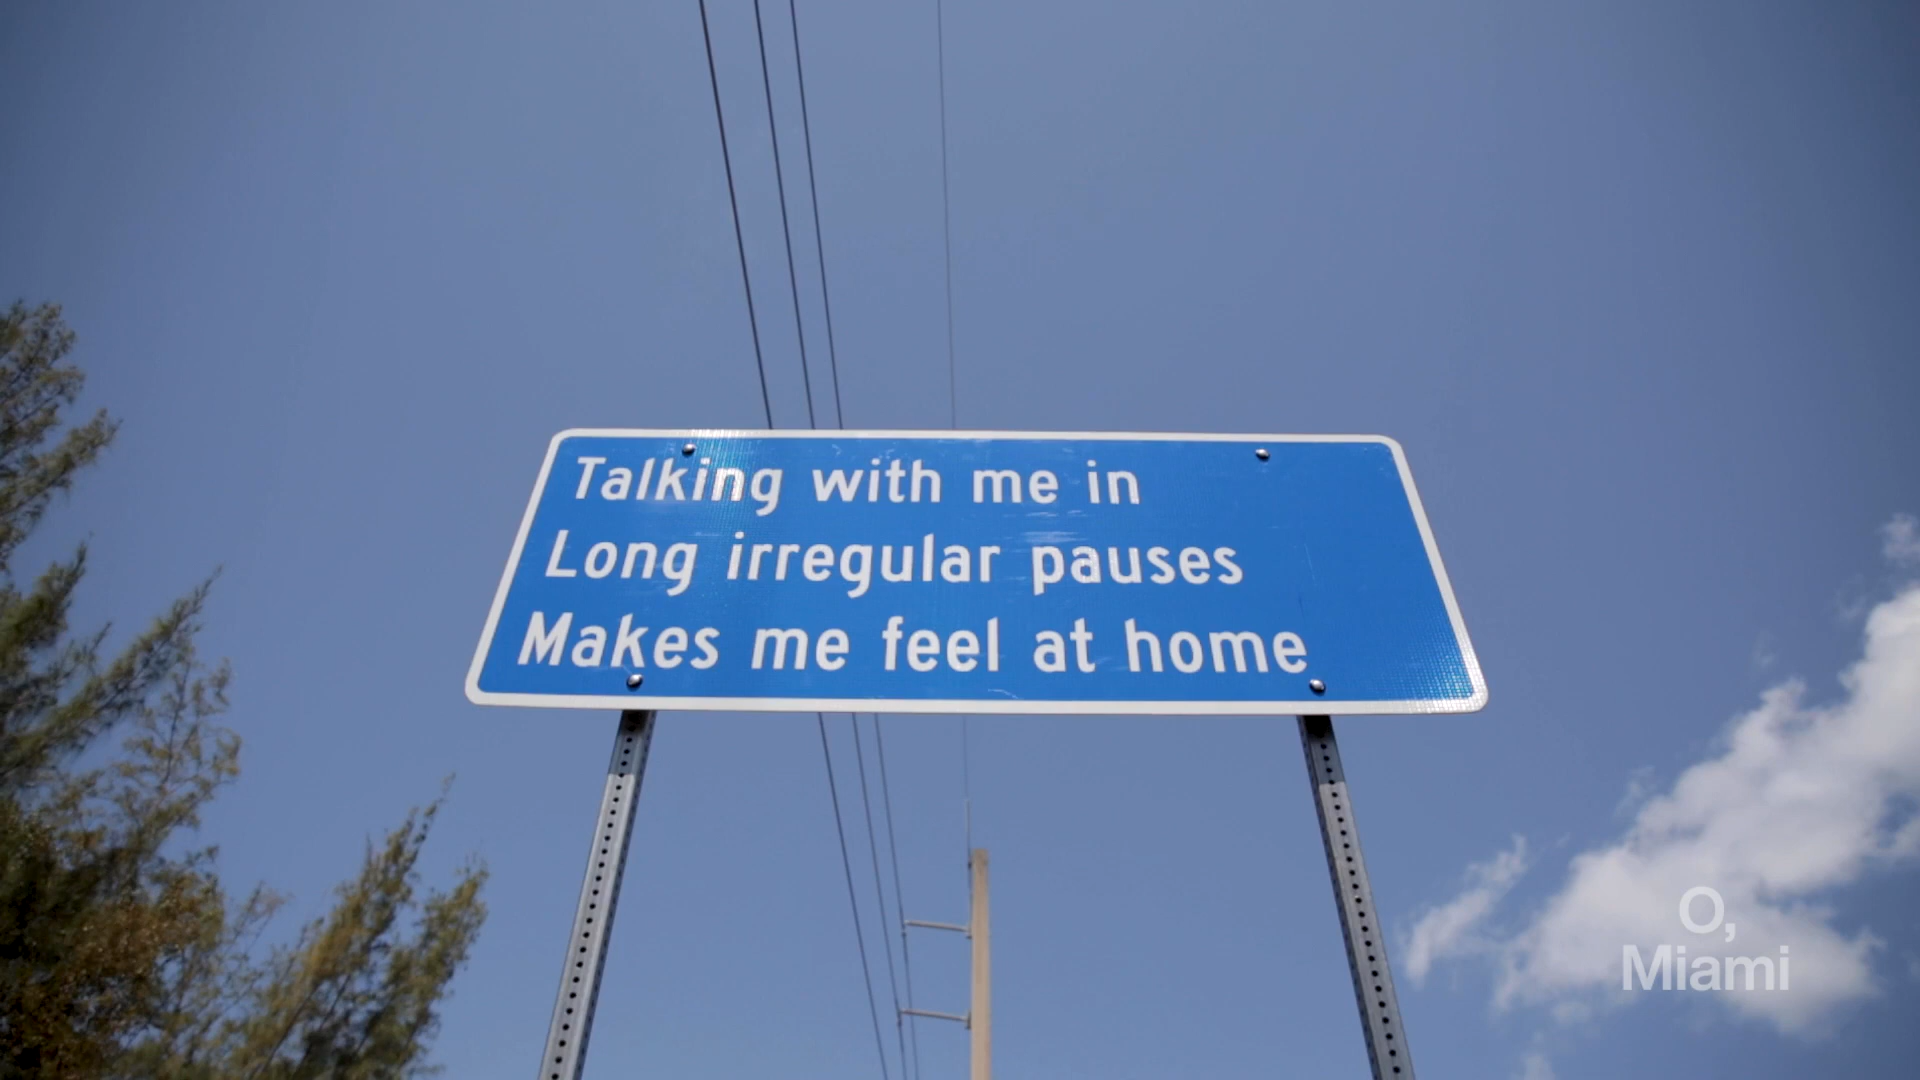 Talking with me in
Long irregular pauses
Makes me feel at home
O,
Miami